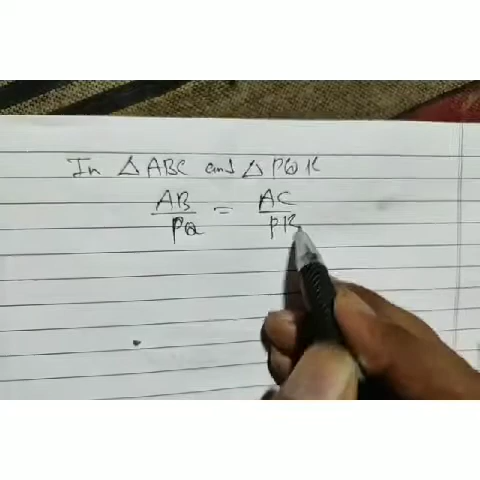 In △ABC and △PQR
AB/PQ = AC/PR